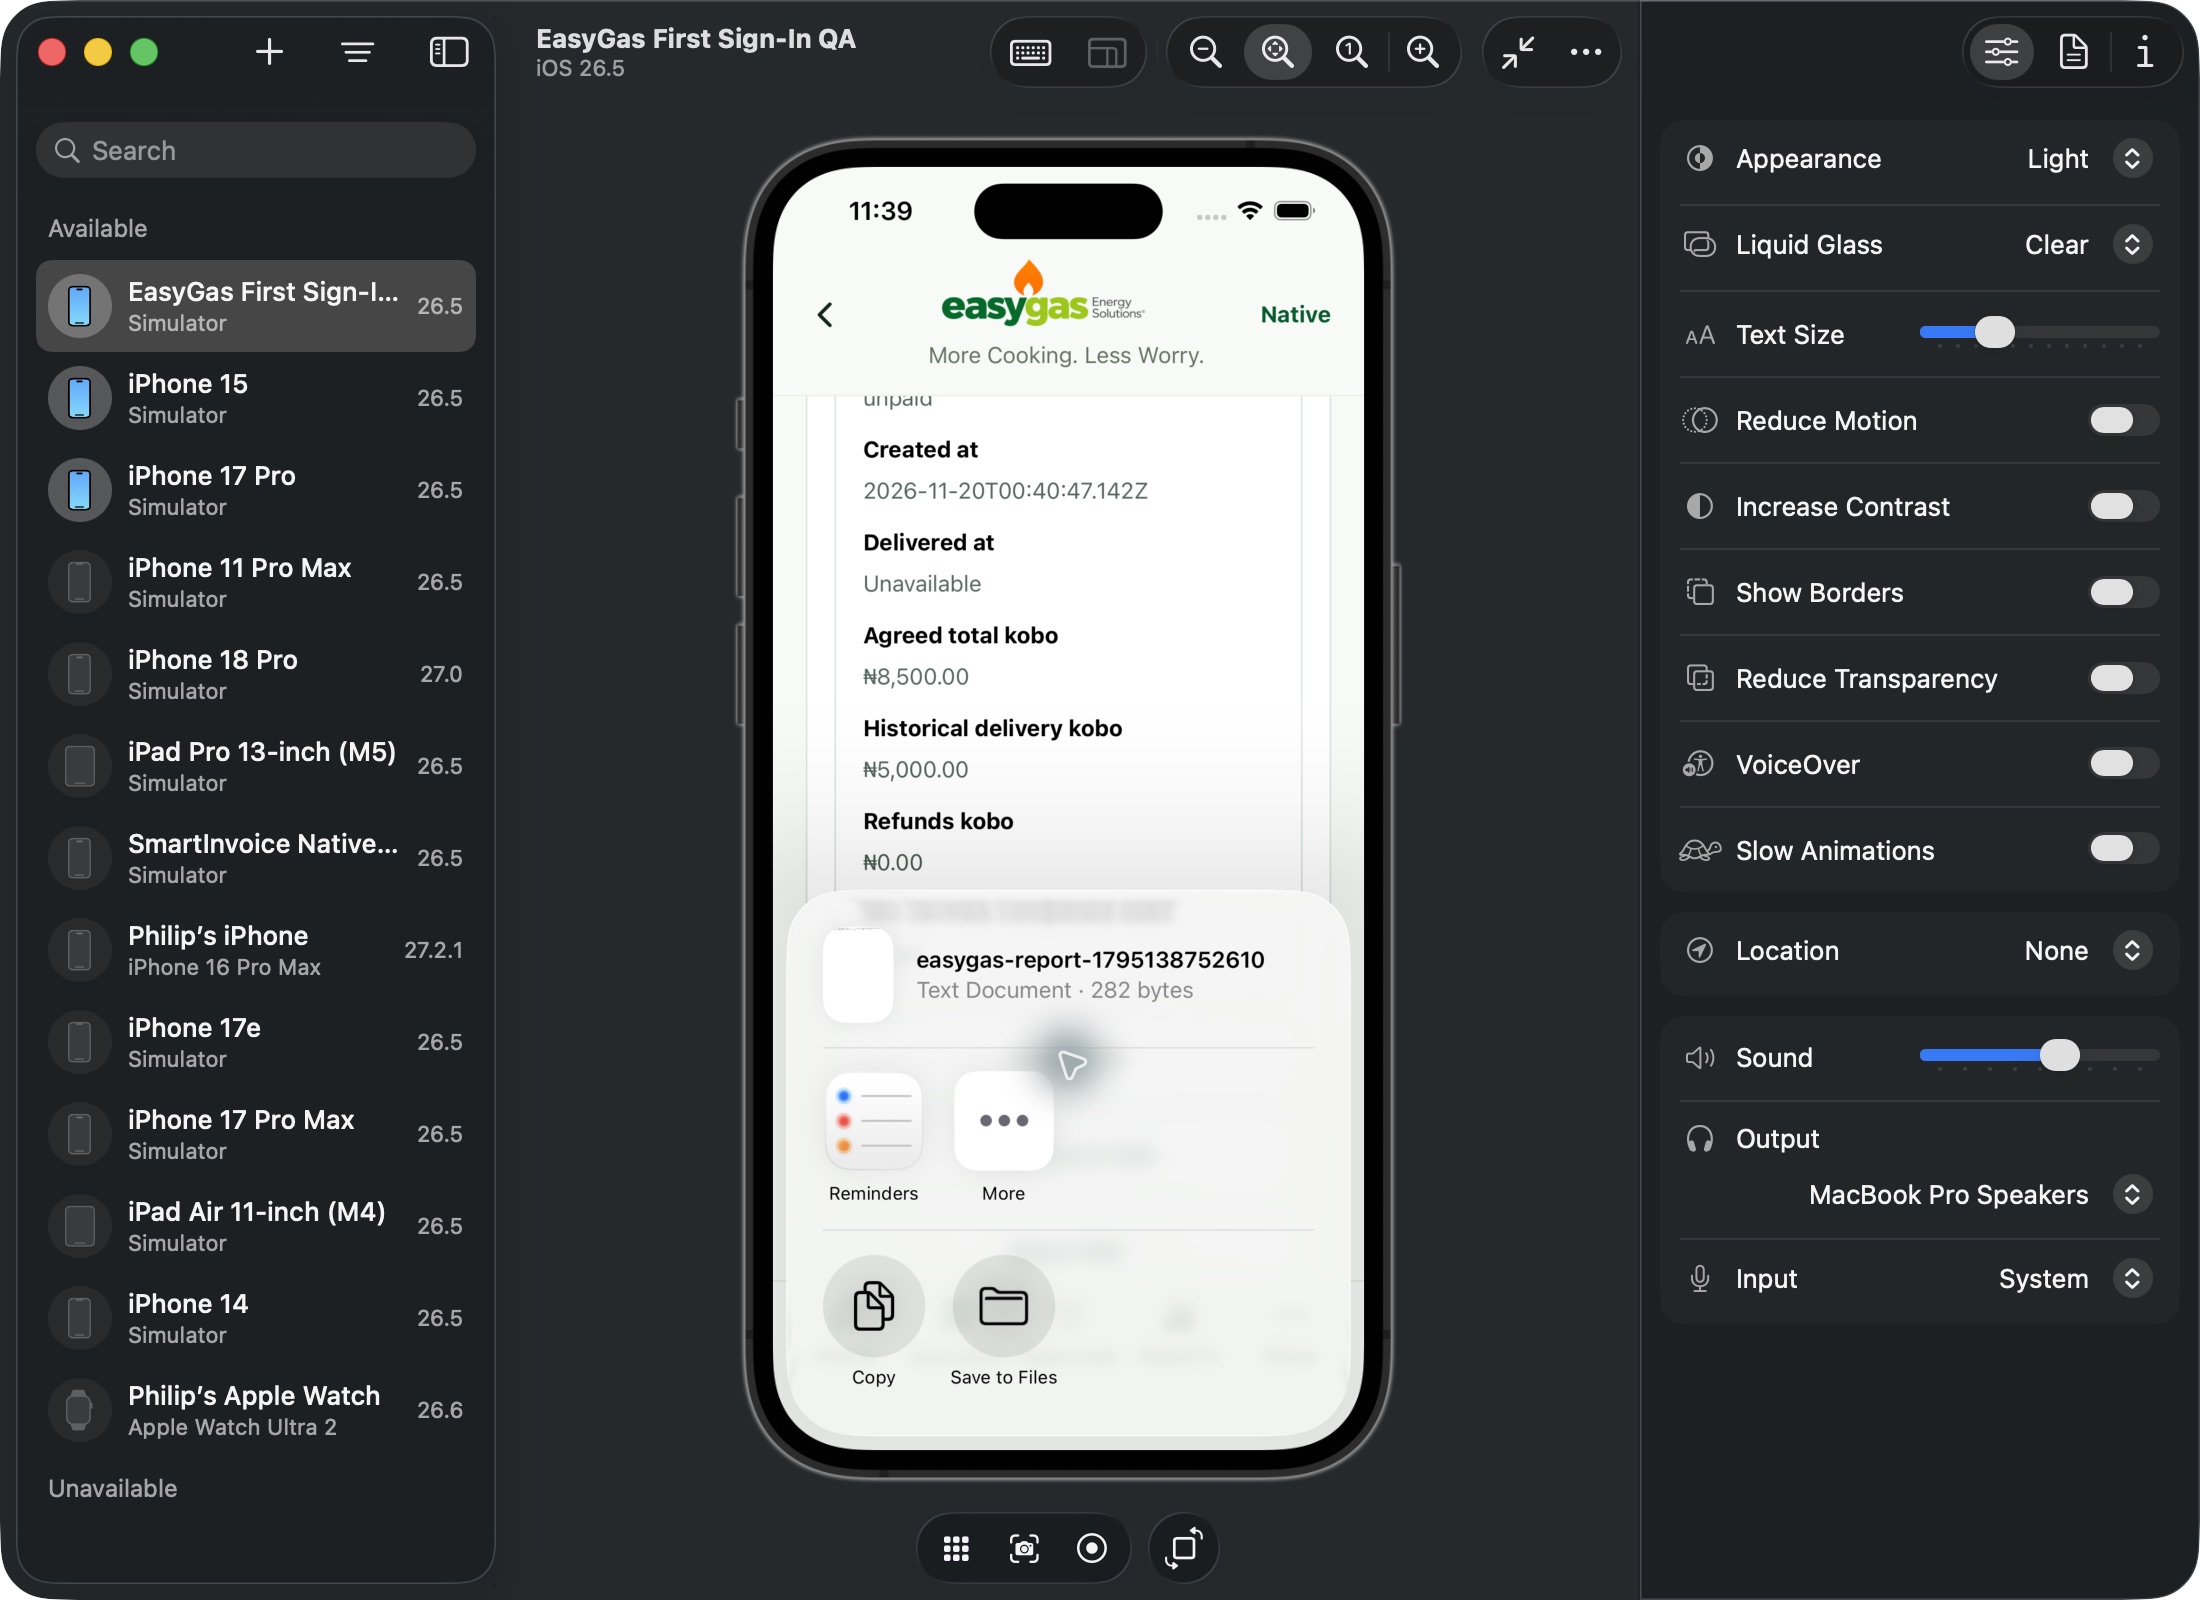 Search
Available
EasyGas First Sign-I...
Simulator
26.5
iPhone 15
Simulator
26.5
iPhone 17 Pro
Simulator
26.5
iPhone 11 Pro Max
Simulator
26.5
iPhone 18 Pro
Simulator
27.0
iPad Pro 13-inch (M5)
Simulator
26.5
SmartInvoice Native...
Simulator
26.5
Philip’s iPhone
iPhone 16 Pro Max
27.2.1
iPhone 17e
Simulator
26.5
iPhone 17 Pro Max
Simulator
26.5
iPad Air 11-inch (M4)
Simulator
26.5
iPhone 14
Simulator
26.5
Philip’s Apple Watch
Apple Watch Ultra 2
26.6
Unavailable
EasyGas First Sign-In QA
iOS 26.5
11:39
easygas Energy Solutions
Native
More Cooking. Less Worry.
unpaid
Created at
2026-11-20T00:40:47.142Z
Delivered at
Unavailable
Agreed total kobo
₦8,500.00
Historical delivery kobo
₦5,000.00
Refunds kobo
₦0.00
easygas-report-1795138752610
Text Document · 282 bytes
Reminders
More
Copy
Save to Files
Appearance
Light
Liquid Glass
Clear
AA Text Size
Reduce Motion
Increase Contrast
Show Borders
Reduce Transparency
VoiceOver
Slow Animations
Location
None
Sound
Output
MacBook Pro Speakers
Input
System